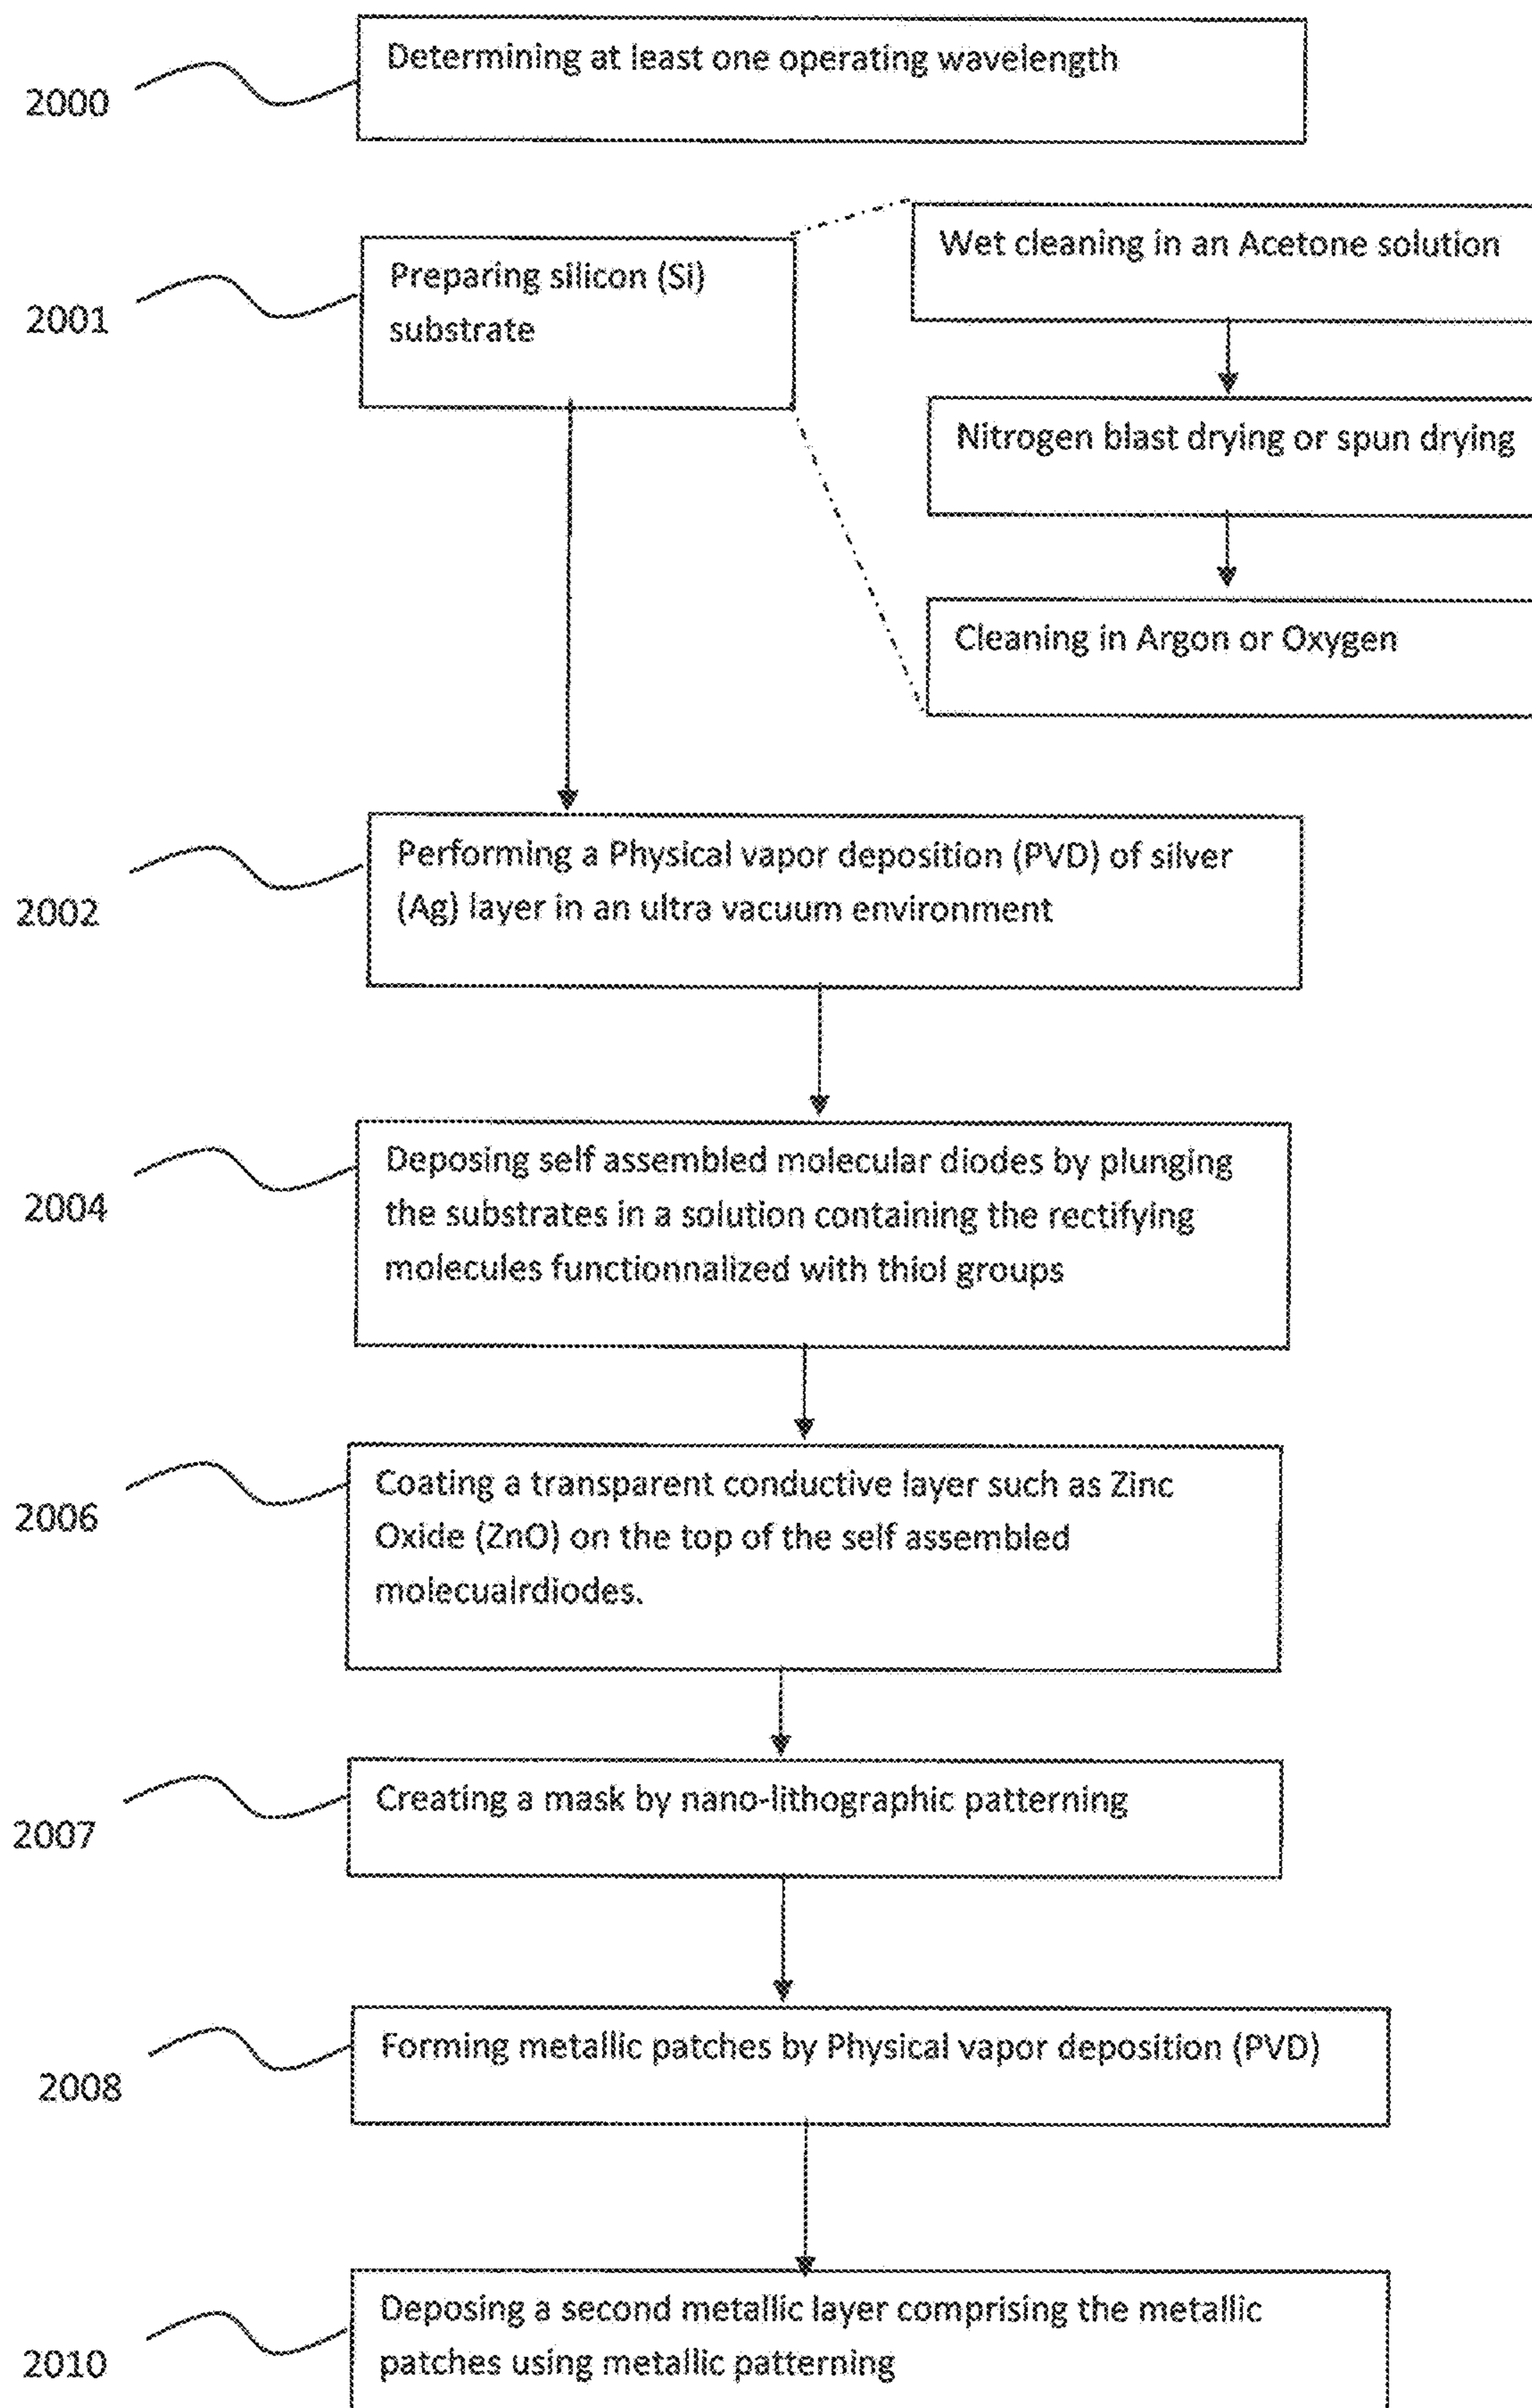 Determining at least one operating wavelength
2000
Wet cleaning in an Acetone solution
Preparing silicon (Si)
substrate
2001
Nitrogen blast drying or spun drying
Cleaning in Argon or Oxygen
Performing a Physical vapor deposition (PVD) of silver
(Ag) layer in an ultra vacuum environment
2002
Deposing self assembled molecular diodes by plunging
the substrates in a solution containing the rectifying
molecules functionnalized with thiol groups
2004
Coating a transparent conductive layer such as Zinc
Oxide (ZnO) on the top of the self assembled
molecuairdiodes.
2006
Creating a mask by nano-lithographic patterning
2007
Forming metallic patches by Physical vapor deposition (PVD)
2008
Deposing a second metallic layer comprising the metallic
patches using metallic patterning
2010